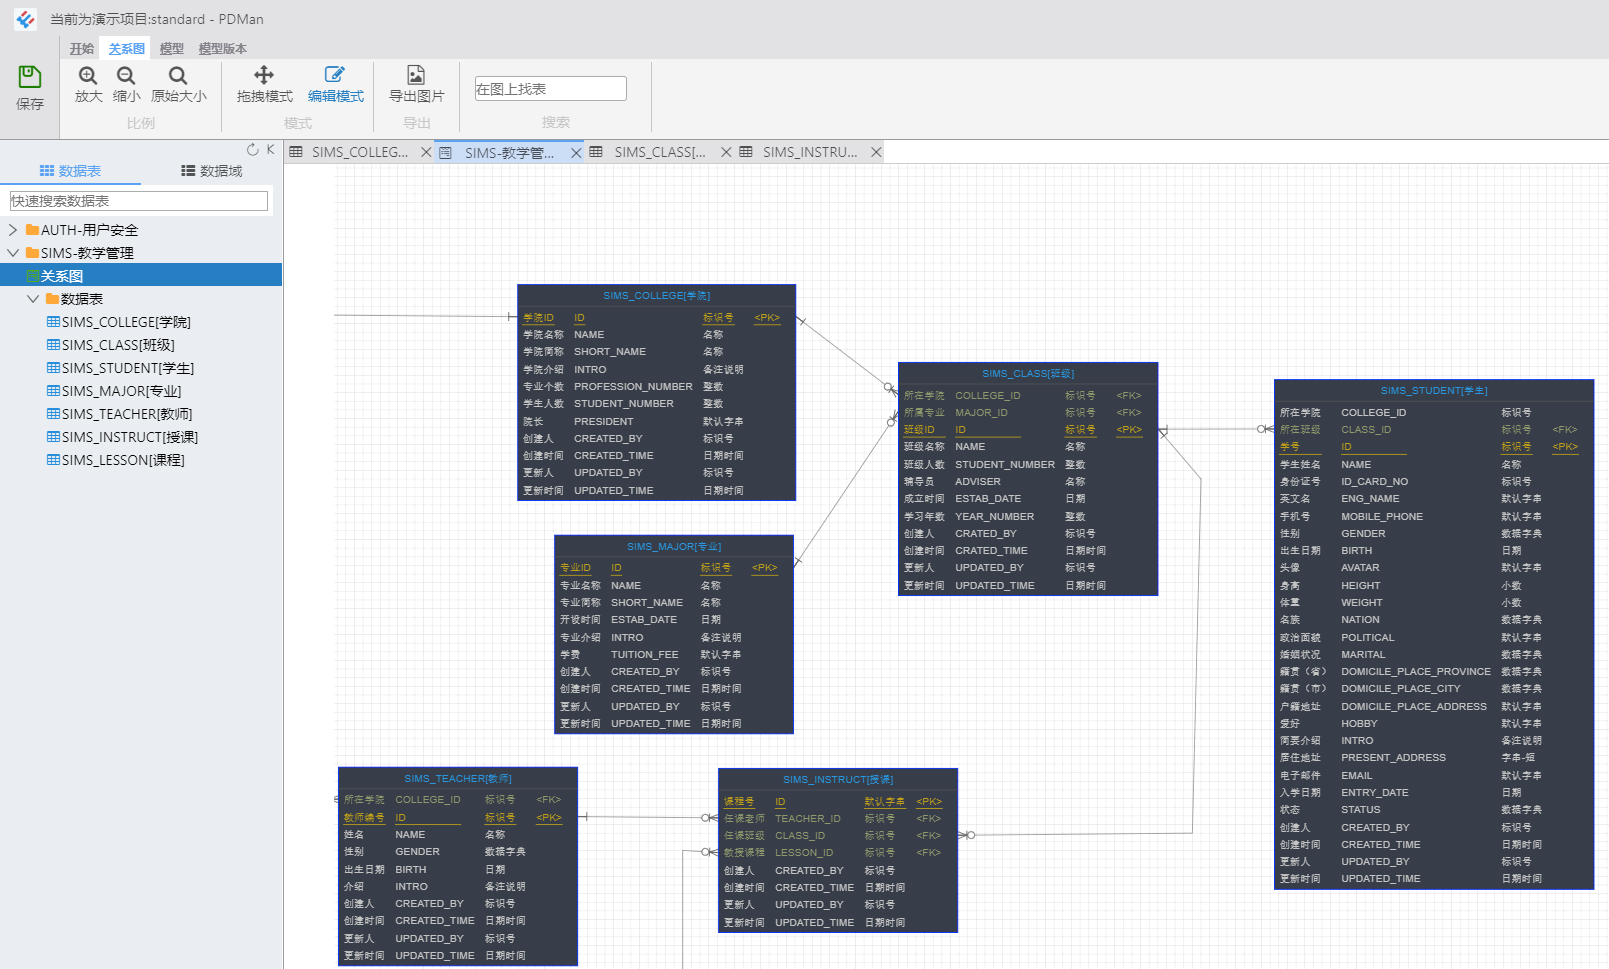 当前为演示项目:standard - PDMan
开始 关系图 模型 模型版本
保存
放大 缩小 原始大小 拖拽模式 编辑模式 导出图片 在图上找表
比例 模式 导出 搜索
数据表 数据域
快速搜索数据表
AUTH-用户安全
SIMS-教学管理
关系图
数据表
SIMS_COLLEGE[学院]
SIMS_CLASS[班级]
SIMS_STUDENT[学生]
SIMS_MAJOR[专业]
SIMS_TEACHER[教师]
SIMS_INSTRUCT[授课]
SIMS_LESSON[课程]
SIMS_COLLEG... SIMS-教学管... SIMS_CLASS[... SIMS_INSTRU...
SIMS_COLLEGE[学院]
学院ID ID 标识号 <PK>
学院名称 NAME 名称
学院简称 SHORT_NAME 名称
学院介绍 INTRO 备注说明
专业个数 PROFESSION_NUMBER 整数
学生人数 STUDENT_NUMBER 整数
院长 PRESIDENT 默认字串
创建人 CREATED_BY 标识号
创建时间 CREATED_TIME 日期时间
更新人 UPDATED_BY 标识号
更新时间 UPDATED_TIME 日期时间
SIMS_CLASS[班级]
所在学院 COLLEGE_ID 标识号 <FK>
所属专业 MAJOR_ID 标识号 <FK>
班级ID ID 标识号 <PK>
班级名称 NAME 名称
班级人数 STUDENT_NUMBER 整数
辅导员 ADVISER 名称
成立时间 ESTAB_DATE 日期
学习年数 YEAR_NUMBER 整数
创建人 CRATED_BY 标识号
创建时间 CRATED_TIME 日期时间
更新人 UPDATED_BY 标识号
更新时间 UPDATED_TIME 日期时间
SIMS_STUDENT[学生]
所在学院 COLLEGE_ID 标识号
所在班级 CLASS_ID 标识号 <FK>
学号 ID 标识号 <PK>
学生姓名 NAME 名称
身份证号 ID_CARD_NO 标识号
英文名 ENG_NAME 默认字串
手机号 MOBILE_PHONE 默认字串
性别 GENDER 数据字典
出生日期 BIRTH 日期
头像 AVATAR 默认字串
身高 HEIGHT 小数
体重 WEIGHT 小数
名族 NATION 数据字典
政治面貌 POLITICAL 默认字串
婚姻状况 MARITAL 数据字典
籍贯（省） DOMICILE_PLACE_PROVINCE 数据字典
籍贯（市） DOMICILE_PLACE_CITY 数据字典
户籍地址 DOMICILE_PLACE_ADDRESS 默认字串
爱好 HOBBY 默认字串
简要介绍 INTRO 备注说明
居住地址 PRESENT_ADDRESS 字串-短
电子邮件 EMAIL 默认字串
入学日期 ENTRY_DATE 日期
状态 STATUS 数据字典
创建人 CREATED_BY 标识号
创建时间 CREATED_TIME 日期时间
更新人 UPDATED_BY 标识号
更新时间 UPDATED_TIME 日期时间
SIMS_MAJOR[专业]
专业ID ID 标识号 <PK>
专业名称 NAME 名称
专业简称 SHORT_NAME 名称
开设时间 ESTAB_DATE 日期
专业介绍 INTRO 备注说明
学费 TUITION_FEE 默认字串
创建人 CREATED_BY 标识号
创建时间 CREATED_TIME 日期时间
更新人 UPDATED_BY 标识号
更新时间 UPDATED_TIME 日期时间
SIMS_TEACHER[教师]
所在学院 COLLEGE_ID 标识号 <FK>
教师编号 ID 标识号 <PK>
姓名 NAME 名称
性别 GENDER 数据字典
出生日期 BIRTH 日期
介绍 INTRO 备注说明
创建人 CREATED_BY 标识号
创建时间 CREATED_TIME 日期时间
更新人 UPDATED_BY 标识号
更新时间 UPDATED_TIME 日期时间
SIMS_INSTRUCT[授课]
课程号 ID 默认字串 <PK>
任课老师 TEACHER_ID 标识号 <FK>
任课班级 CLASS_ID 标识号 <FK>
教授课程 LESSON_ID 标识号 <FK>
创建人 CREATED_BY 标识号
创建时间 CREATED_TIME 日期时间
更新人 UPDATED_BY 标识号
更新时间 UPDATED_TIME 日期时间